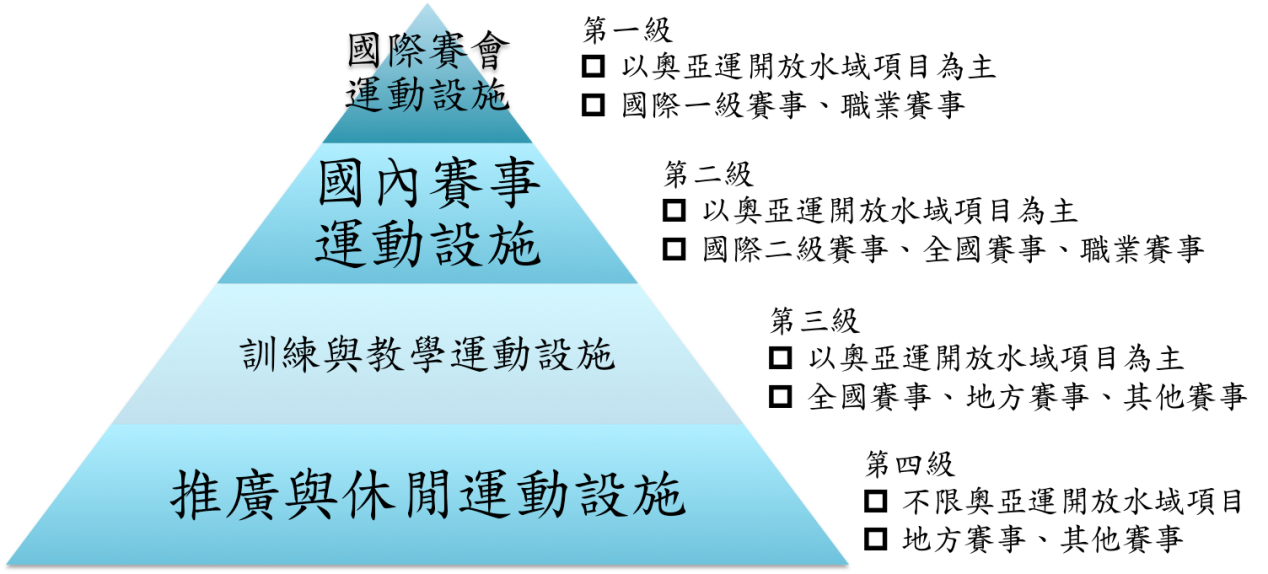 國際賽會
運動設施
第一級
以奧亞運開放水域項目為主
國際一級賽事、職業賽事
國內賽事
運動設施
第二級
以奧亞運開放水域項目為主
國際二級賽事、全國賽事、職業賽事
訓練與教學運動設施
第三級
以奧亞運開放水域項目為主
全國賽事、地方賽事、其他賽事
推廣與休閒運動設施
第四級
不限奧亞運開放水域項目
地方賽事、其他賽事